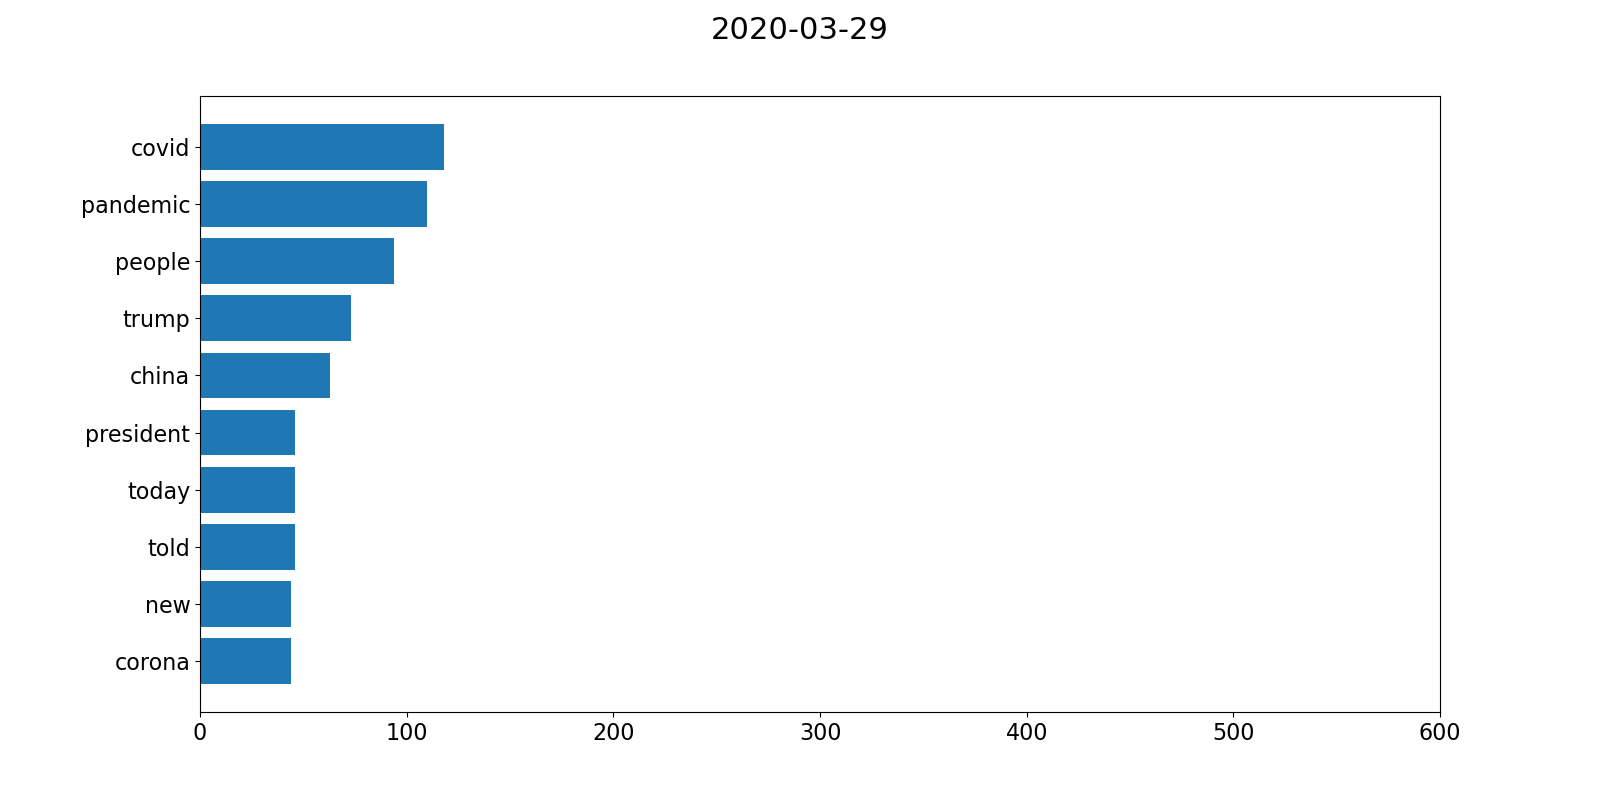 2020-03-29
covid
pandemic
people
trump
china
president
today
told
new
corona
0 100 200 300 400 500 600